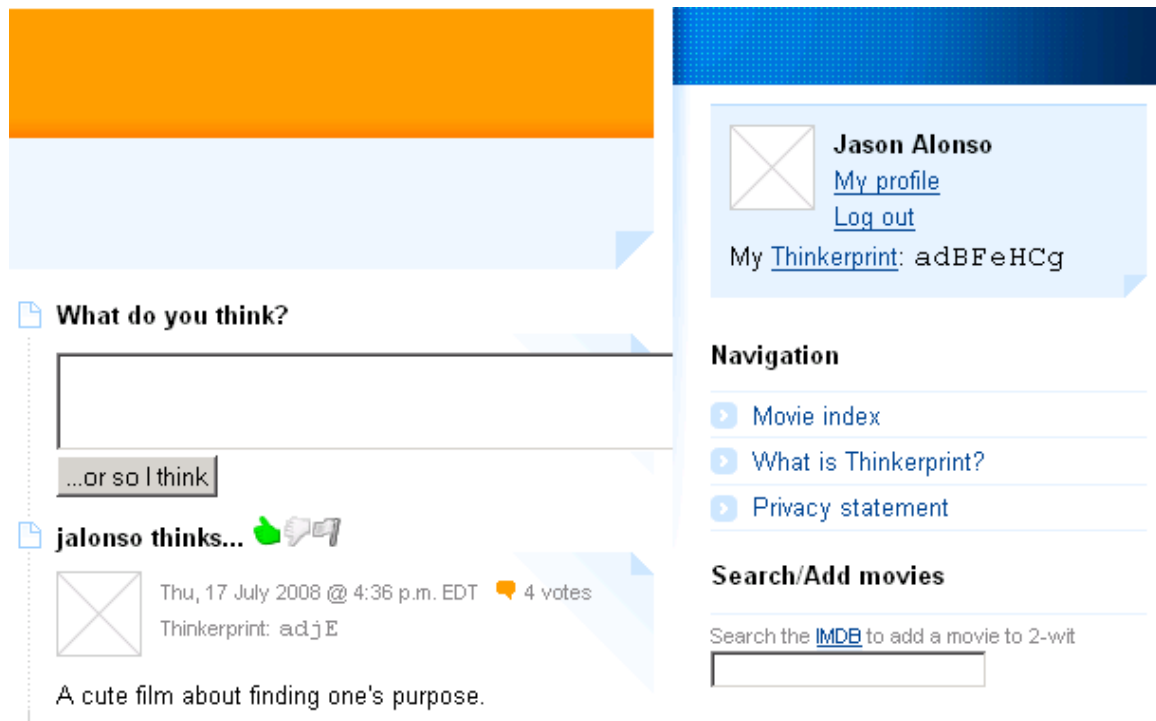 What do you think?
...or so I think
jalonso thinks...
Thu, 17 July 2008 @ 4:36 p.m. EDT 4 votes
Thinkerprint: adjE
A cute film about finding one's purpose.
Jason Alonso
My profile
Log out
My Thinkerprint: adBFeHCg
Navigation
Movie index
What is Thinkerprint?
Privacy statement
Search/Add movies
Search the IMDB to add a movie to 2-wit